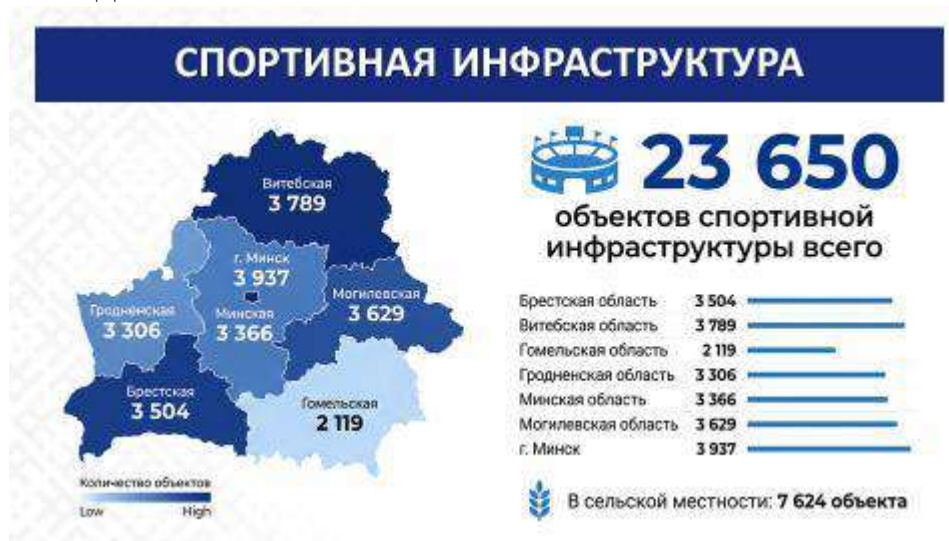 СПОРТИВНАЯ ИНФРАСТРУКТУРА
Витебская
3 789
г. Минск
3 937
Могилевская
3 629
Гродненская
3 306
Минская
3 366
Брестская
3 504
Гомельская
2 119
Количество объектов
Low High
23 650
объектов спортивной
инфраструктуры всего
Брестская область 3 504
Витебская область 3 789
Гомельская область 2 119
Гродненская область 3 306
Минская область 3 366
Могилевская область 3 629
г. Минск 3 937
В сельской местности: 7 624 объекта